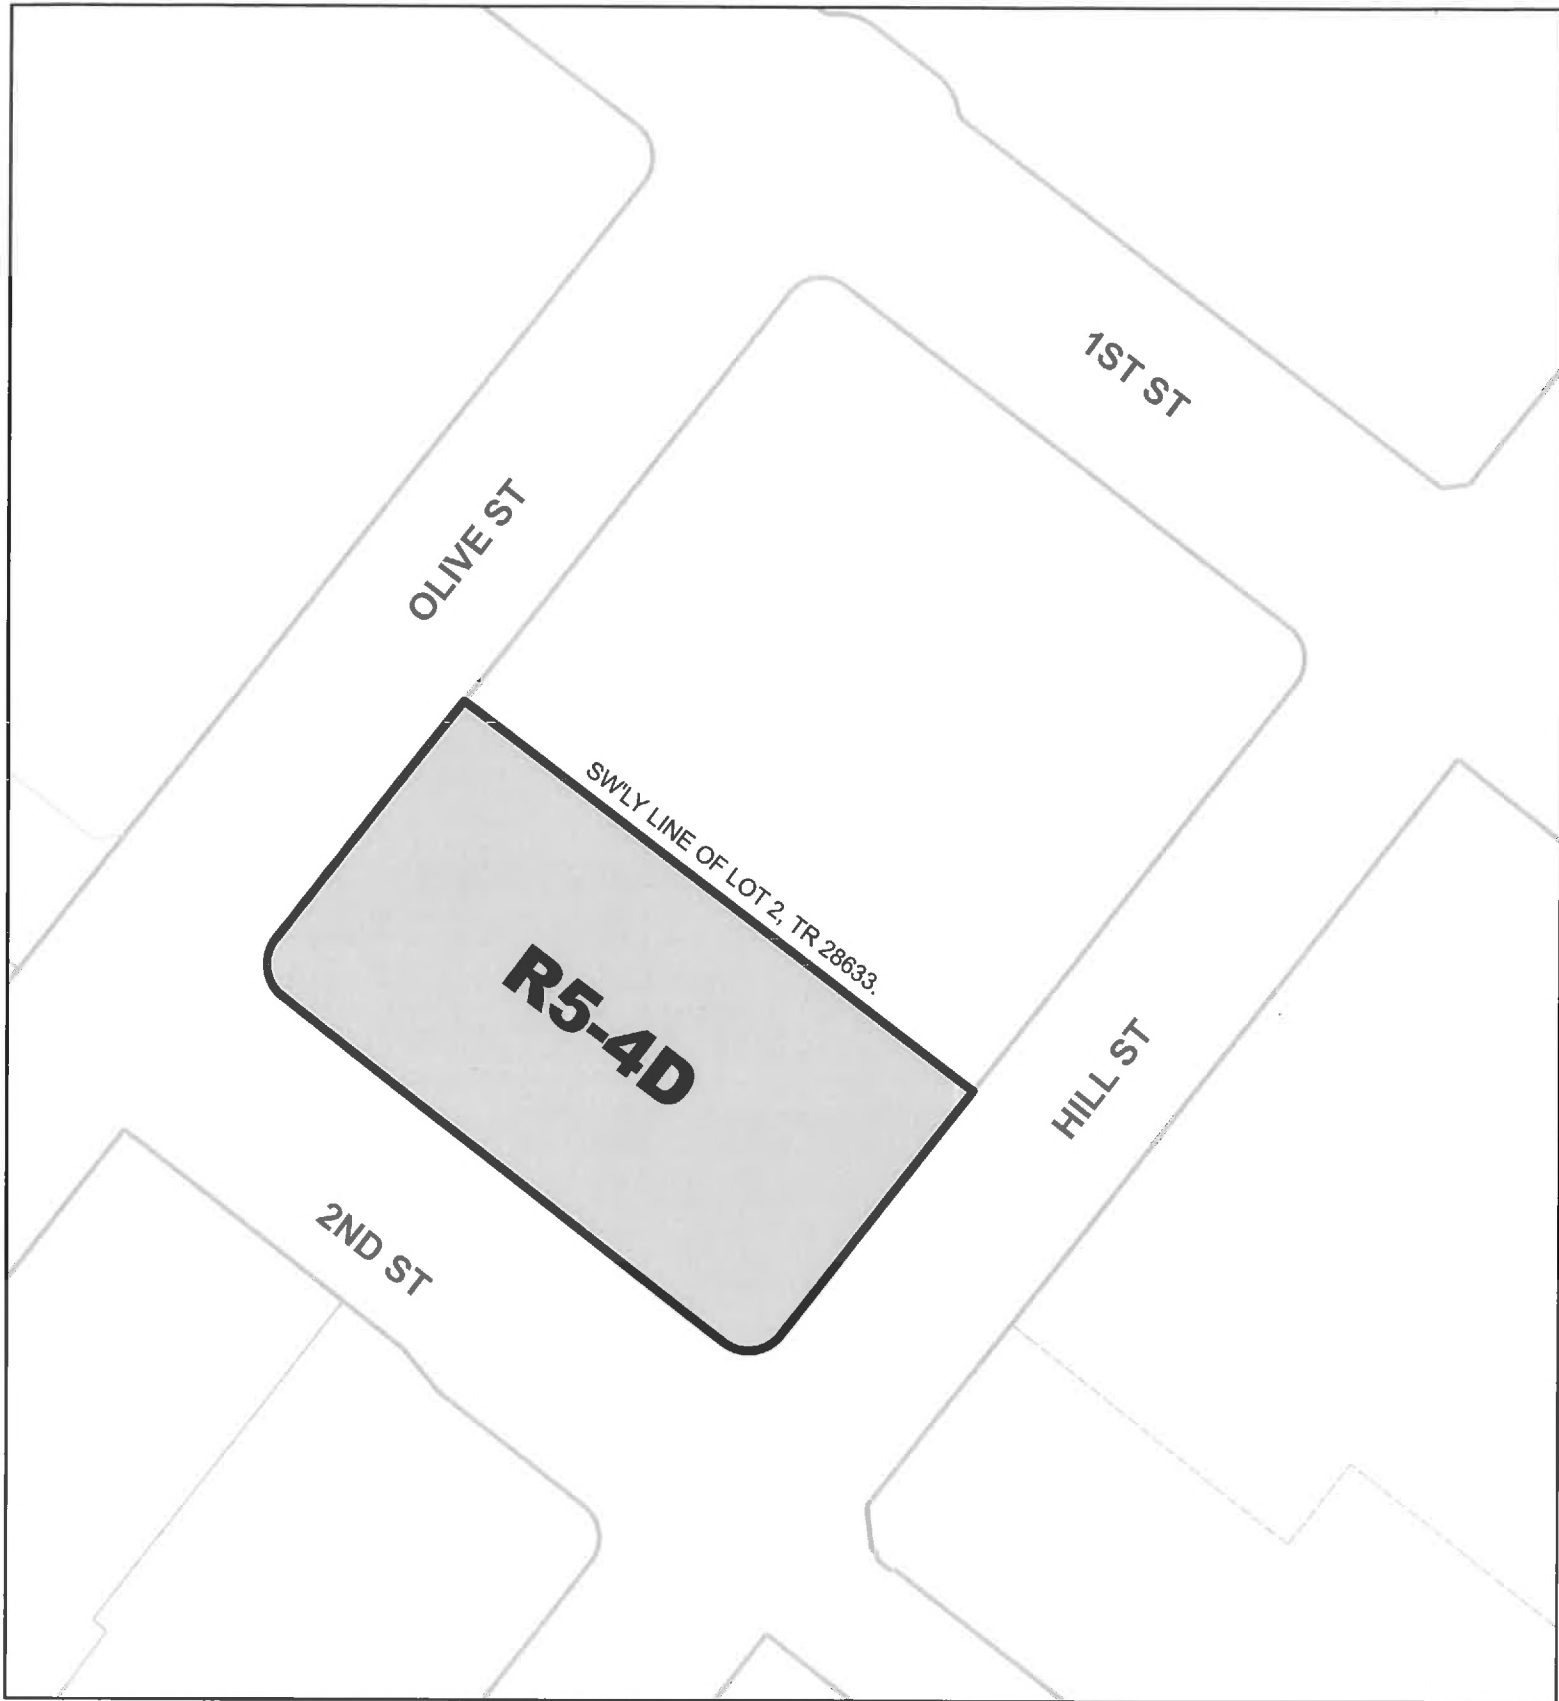 1ST ST
OLIVE ST
SW'LY LINE OF LOT 2, TR 28633.
R5-4D
HILL ST
2ND ST